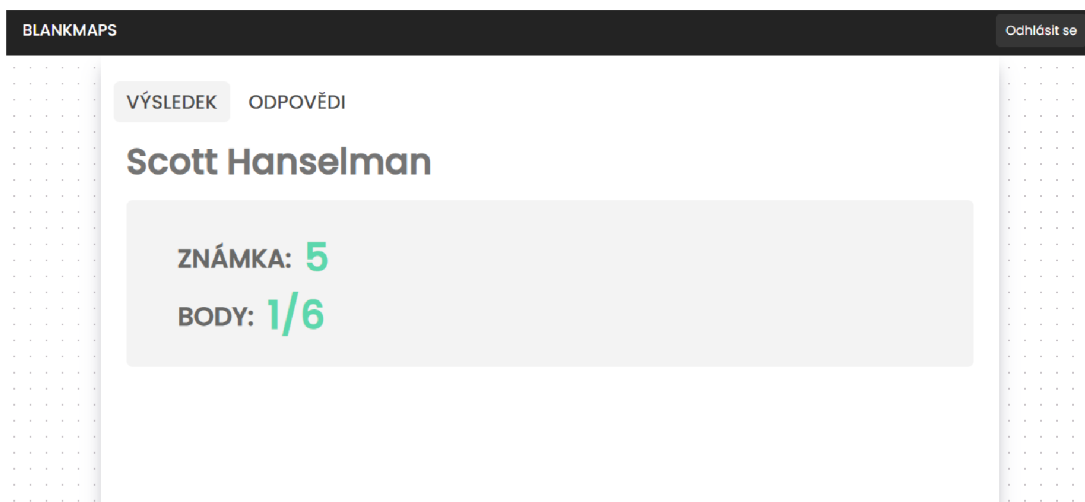 BLANKMAPS Odhlásit se
VÝSLEDEK ODPOVĚDI
Scott Hanselman
ZNÁMKA: 5
BODY: 1/6